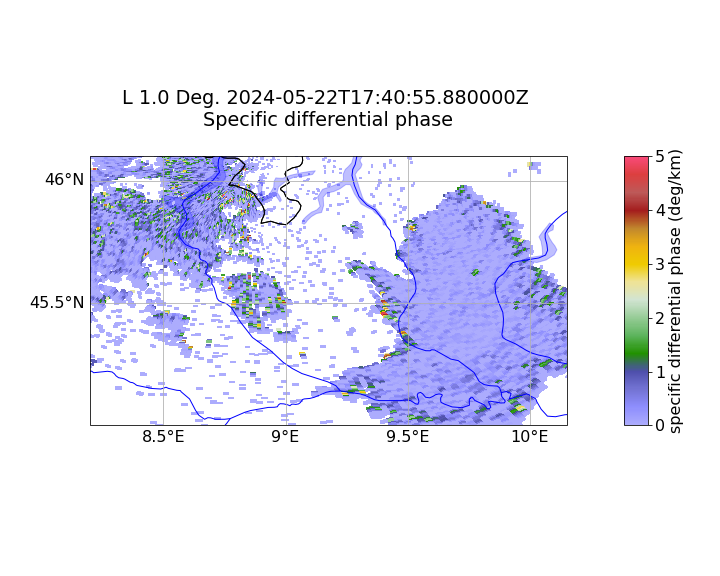 L 1.0 Deg. 2024-05-22T17:40:55.880000Z
Specific differential phase
46°N
45.5°N
8.5°E
9°E
9.5°E
10°E
5
4
3
2
1
0
specific differential phase (deg/km)